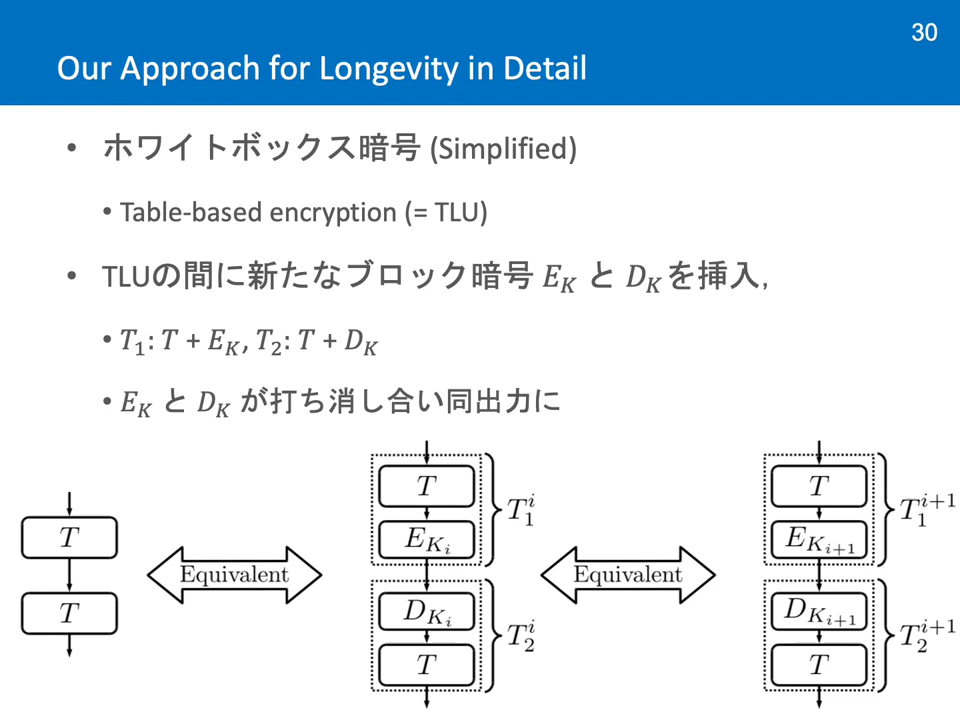 30
Our Approach for Longevity in Detail
• ホワイトボックス暗号 (Simplified)
• Table-based encryption (= TLU)
• TLUの間に新たなブロック暗号 $E_K$ と $D_K$を挿入,
• $T_1: T + E_K, T_2: T + D_K$
• $E_K$ と $D_K$ が打ち消し合い同出力に
T
T
Equivalent
T
$E_{K_i}$
$T_1^i$
$D_{K_i}$
T
$T_2^i$
Equivalent
T
$E_{K_{i+1}}$
$T_1^{i+1}$
$D_{K_{i+1}}$
T
$T_2^{i+1}$